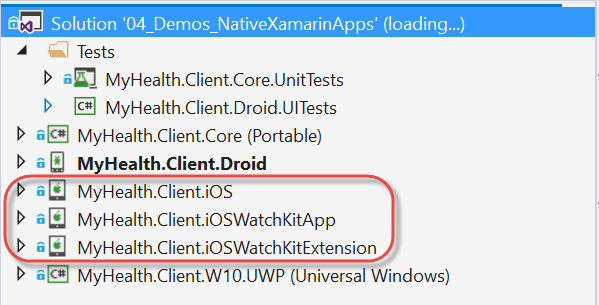 Solution '04_Demos_NativeXamarinApps' (loading...)
Tests
MyHealth.Client.Core.UnitTests
C# MyHealth.Client.Droid.UITests
C# MyHealth.Client.Core (Portable)
MyHealth.Client.Droid
MyHealth.Client.iOS
MyHealth.Client.iOSWatchKitApp
MyHealth.Client.iOSWatchKitExtension
C# MyHealth.Client.W10.UWP (Universal Windows)